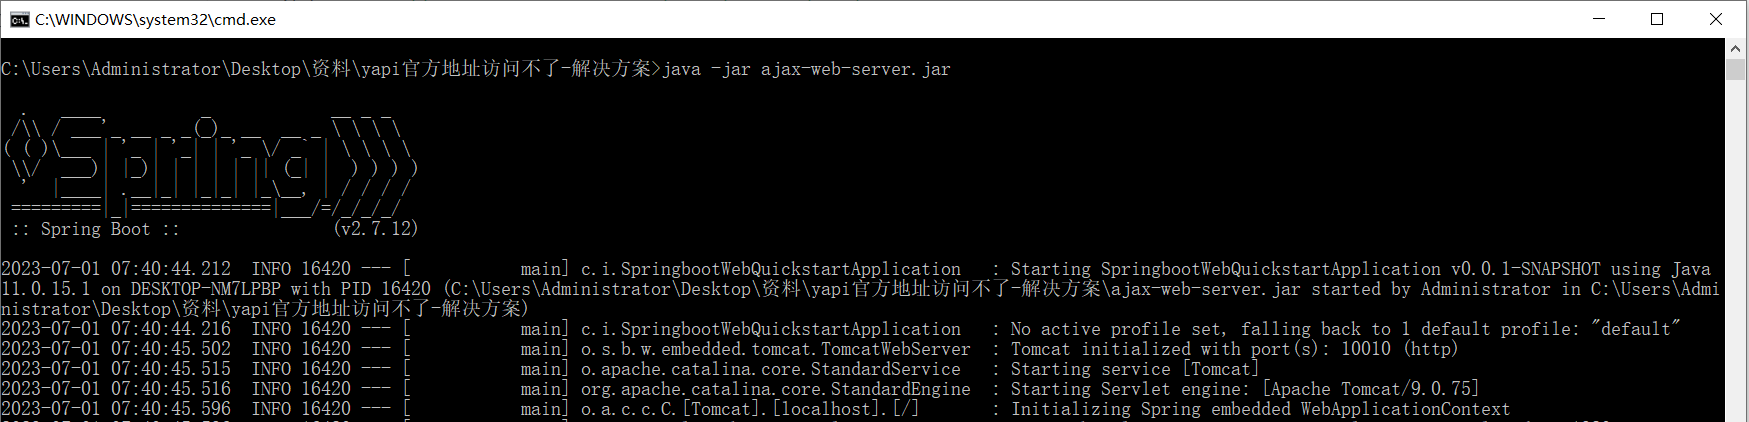 C:\WINDOWS\system32\cmd.exe
C:\Users\Administrator\Desktop\资料\yapi官方地址访问不了-解决方案>java -jar ajax-web-server.jar
:: Spring Boot ::                (v2.7.12)
2023-07-01 07:40:44.212  INFO 16420 --- [           main] c.i.SpringbootWebQuickstartApplication   : Starting SpringbootWebQuickstartApplication v0.0.1-SNAPSHOT using Java
11.0.15.1 on DESKTOP-NM7LPBP with PID 16420 (C:\Users\Administrator\Desktop\资料\yapi官方地址访问不了-解决方案\ajax-web-server.jar started by Administrator in C:\Users\Admi
nistrator\Desktop\资料\yapi官方地址访问不了-解决方案)
2023-07-01 07:40:44.216  INFO 16420 --- [           main] c.i.SpringbootWebQuickstartApplication   : No active profile set, falling back to 1 default profile: "default"
2023-07-01 07:40:45.502  INFO 16420 --- [           main] o.s.b.w.embedded.tomcat.TomcatWebServer  : Tomcat initialized with port(s): 10010 (http)
2023-07-01 07:40:45.515  INFO 16420 --- [           main] o.apache.catalina.core.StandardService   : Starting service [Tomcat]
2023-07-01 07:40:45.516  INFO 16420 --- [           main] org.apache.catalina.core.StandardEngine  : Starting Servlet engine: [Apache Tomcat/9.0.75]
2023-07-01 07:40:45.596  INFO 16420 --- [           main] o.a.c.c.C.[Tomcat].[localhost].[/]       : Initializing Spring embedded WebApplicationContext